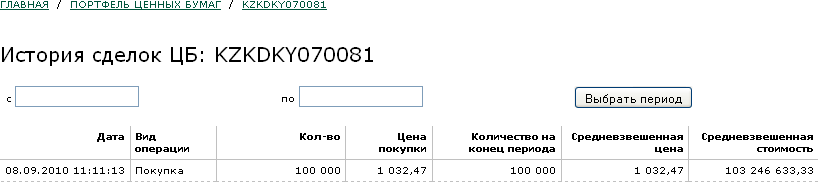 ГЛАВНАЯ / ПОРТФЕЛЬ ЦЕННЫХ БУМАГ / KZKDKY070081
История сделок ЦБ: KZKDKY070081
с по Выбрать период
Дата Вид операции Кол-во Цена покупки Количество на конец периода Средневзвешенная цена Средневзвешенная стоимость
08.09.2010 11:11:13 Покупка 100 000 1 032,47 100 000 1 032,47 103 246 633,33